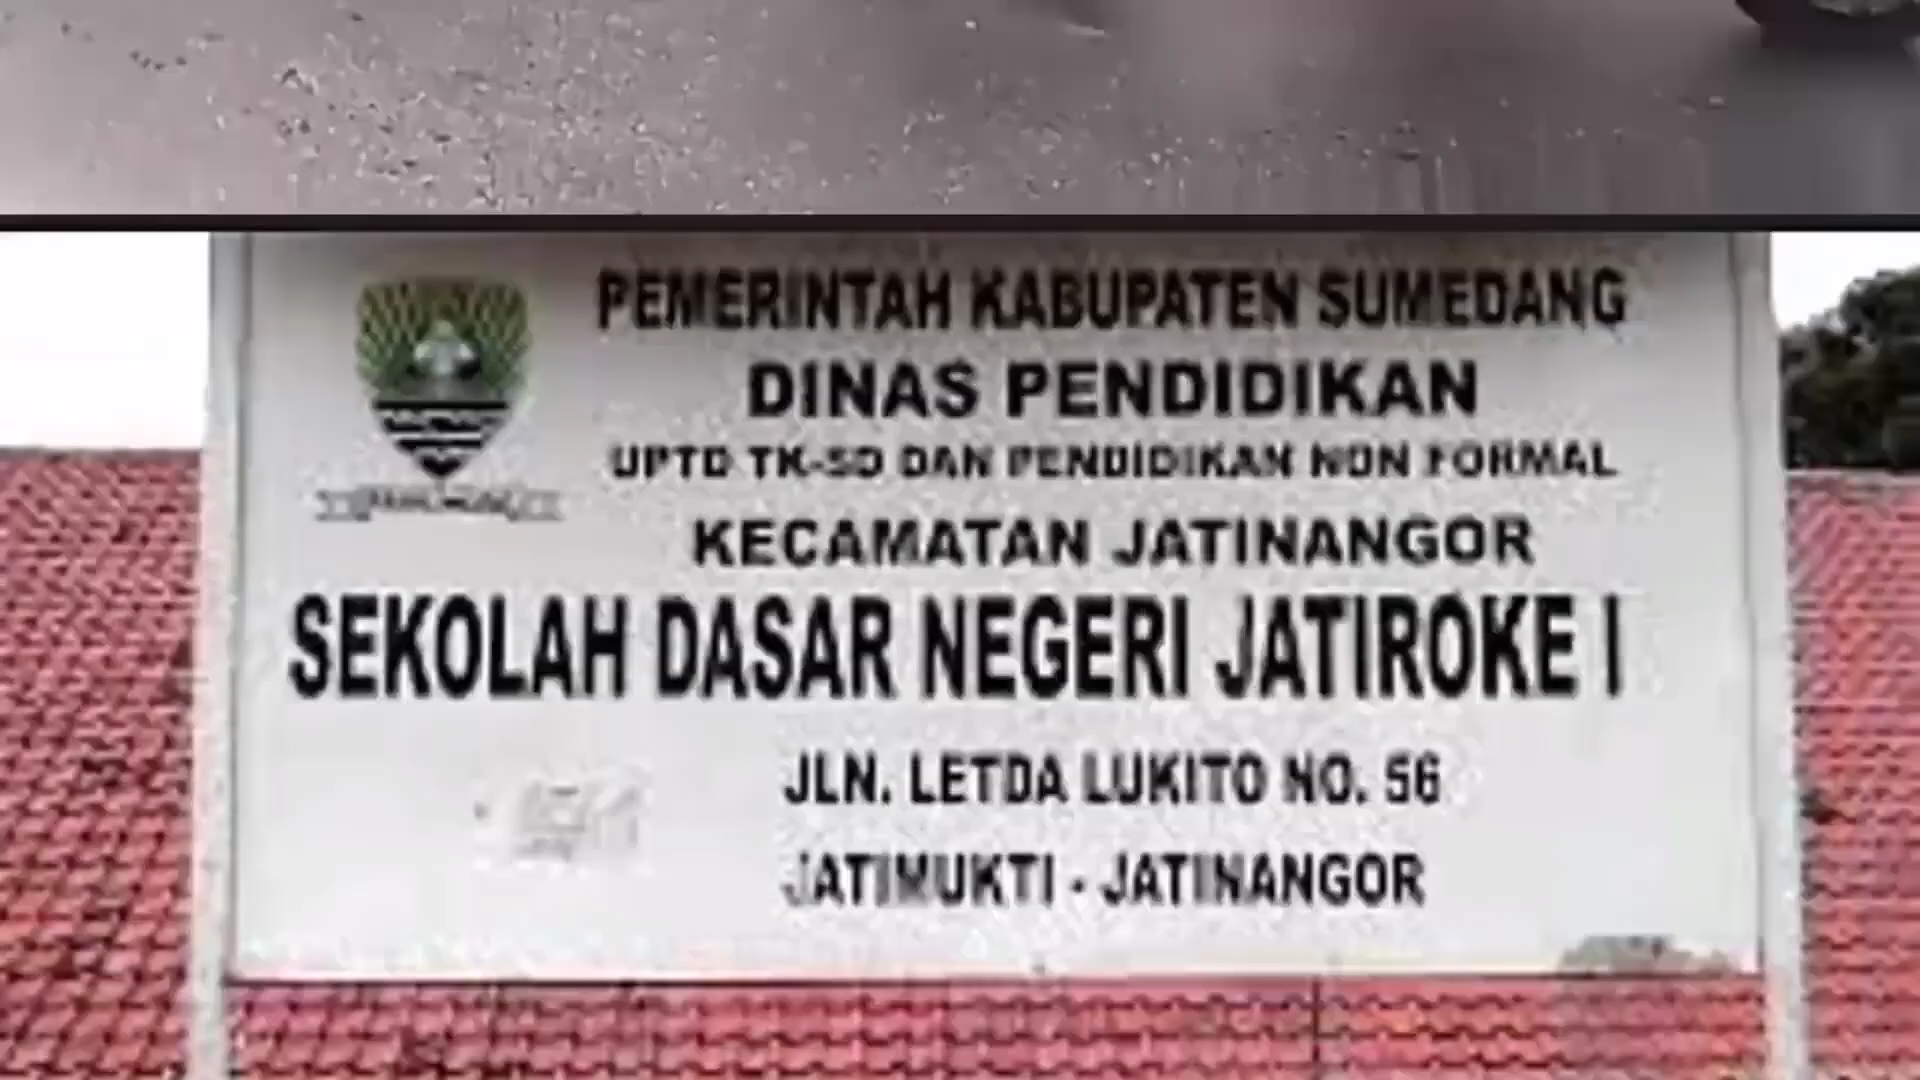 PEMERINTAH KABUPATEN SUMEDANG
DINAS PENDIDIKAN
UPTD TK-SD DAN PENDIDIKAN NON FORMAL
KECAMATAN JATINANGOR
SEKOLAH DASAR NEGERI JATIROKE I
JLN. LETDA LUKITO NO. 56
JATIMUKTI - JATINANGOR